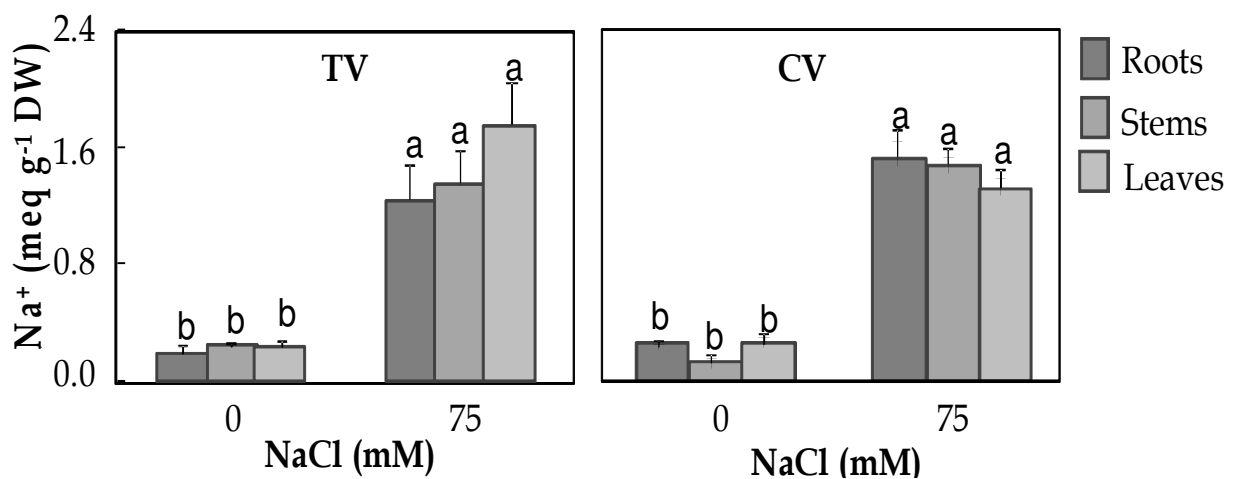 Na⁺ (meq g⁻¹ DW)
2.4
1.6
0.8
0.0
TV
b b b
a a a
0 75
NaCl (mM)
CV
b b b
a a a
0 75
NaCl (mM)
Roots
Stems
Leaves